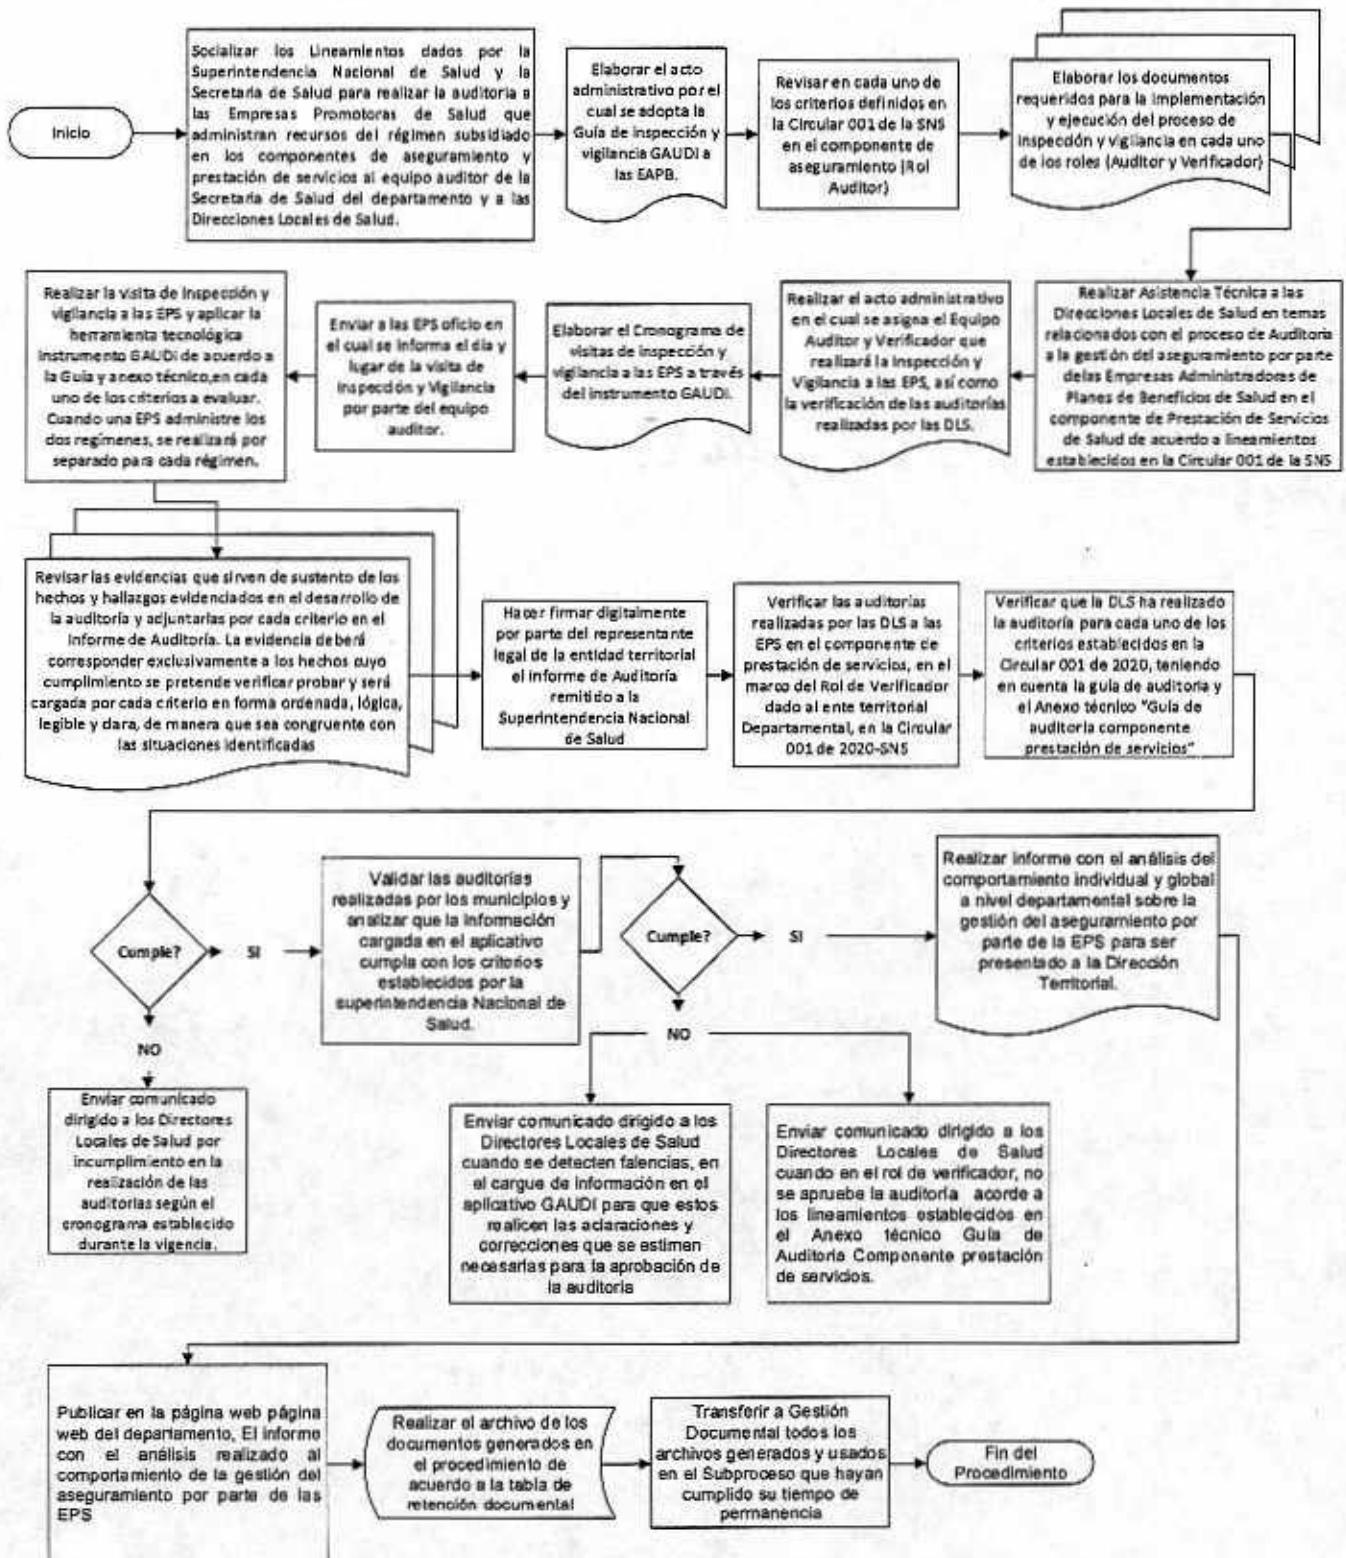 Inicio
Socializar los Lineamientos dados por la
Superintendencia Nacional de Salud y la
Secretaria de Salud para realizar la auditoria a
las Empresas Promotoras de Salud que
administran recursos del régimen subsidiado
en los componentes de aseguramiento y
prestación de servicios al equipo auditor de la
Secretaria de Salud del departamento y a las
Direcciones Locales de Salud.
Elaborar el acto
administrativo por el
cual se adopta la
Guía de inspección y
vigilancia GAUDI a
las EAPB.
Revisar en cada uno de
los criterios definidos en
la Circular 001 de la SNS
en el componente de
aseguramiento (Rol
Auditor)
Elaborar los documentos
requeridos para la implementación
y ejecución del proceso de
inspección y vigilancia en cada uno
de los roles (Auditor y Verificador)
Realizar Asistencia Técnica a las
Direcciones Locales de Salud en temas
relacionados con el proceso de Auditoria
a la gestión del aseguramiento por parte
delas Empresas Administradoras de
Planes de Beneficios de Salud en el
componente de Prestación de Servicios
de Salud de acuerdo a lineamientos
establecidos en la Circular 001 de la SNS
Realizar el acto administrativo
en el cual se asigna el Equipo
Auditor y Verificador que
realizará la Inspección y
Vigilancia a las EPS, así como
la verificación de las auditorías
realizadas por las DLS.
Elaborar el Cronograma de
visitas de inspección y
vigilancia a las EPS a través
del instrumento GAUDI.
Enviar a las EPS oficio en
el cual se informa el día y
lugar de la visita de
Inspección y Vigilancia
por parte del equipo
auditor.
Realizar la visita de Inspección y
vigilancia a las EPS y aplicar la
herramienta tecnológica
instrumento GAUDI de acuerdo a
la Guía y anexo técnico,en cada
uno de los criterios a evaluar.
Cuando una EPS administre los
dos regímenes, se realizará por
separado para cada régimen.
Revisar las evidencias que sirven de sustento de los
hechos y hallazgos evidenciados en el desarrollo de
la auditoría y adjuntarlas por cada criterio en el
Informe de Auditoría. La evidencia deberá
corresponder exclusivamente a los hechos cuyo
cumplimiento se pretende verificar probar y será
cargada por cada criterio en forma ordenada, lógica,
legible y clara, de manera que sea congruente con
las situaciones identificadas
Hacer firmar digitalmente
por parte del representante
legal de la entidad territorial
el Informe de Auditoría
remitido a la
Superintendencia Nacional
de Salud
Verificar las auditorías
realizadas por las DLS a las
EPS en el componente de
prestación de servicios, en el
marco del Rol de Verificador
dado al ente territorial
Departamental, en la Circular
001 de 2020-SNS
Verificar que la DLS ha realizado
la auditoría para cada uno de los
criterios establecidos en la
Circular 001 de 2020, teniendo
en cuenta la guía de auditoría y
el Anexo técnico "Guía de
auditoría componente
prestación de servicios"
Cumple?
SI
NO
Enviar comunicado
dirigido a los Directores
Locales de Salud por
incumplimiento en la
realización de las
auditorías según el
cronograma establecido
durante la vigencia.
Validar las auditorías
realizadas por los municipios y
analizar que la información
cargada en el aplicativo
cumpla con los criterios
establecidos por la
superintendencia Nacional de
Salud.
Cumple?
SI
NO
Realizar informe con el análisis del
comportamiento individual y global
a nivel departamental sobre la
gestión del aseguramiento por
parte de la EPS para ser
presentado a la Dirección
Territorial.
Enviar comunicado dirigido a los
Directores Locales de Salud
cuando se detecten falencias, en
el cargue de información en el
aplicativo GAUDI para que estos
realicen las aclaraciones y
correcciones que se estimen
necesarias para la aprobación de
la auditoría
Enviar comunicado dirigido a los
Directores Locales de Salud
cuando en el rol de verificador, no
se apruebe la auditoría acorde a
los lineamientos establecidos en
el Anexo técnico Guía de
Auditoría Componente prestación
de servicios.
Publicar en la página web página
web del departamento, El informe
con el análisis realizado al
comportamiento de la gestión del
aseguramiento por parte de las
EPS
Realizar el archivo de los
documentos generados en
el procedimiento de
acuerdo a la tabla de
retención documental
Transferir a Gestión
Documental todos los
archivos generados y usados
en el Subproceso que hayan
cumplido su tiempo de
permanencia
Fin del
Procedimiento